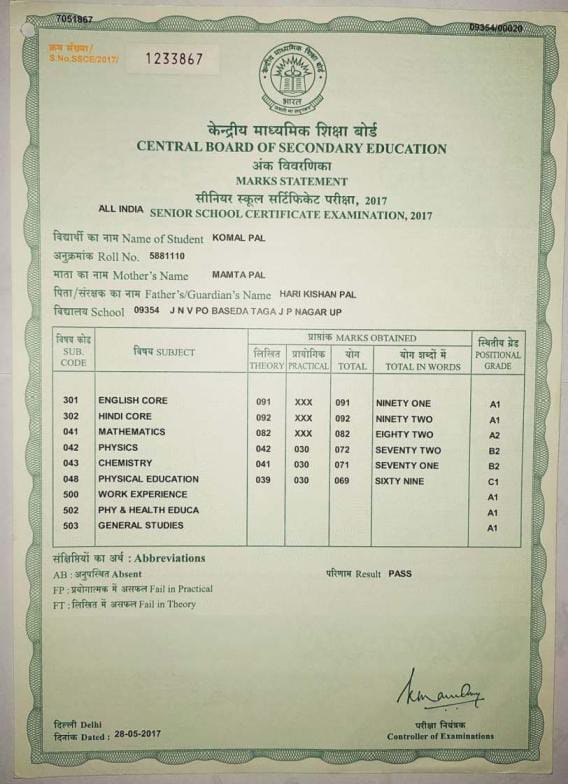 7051867
09354/00020
क्रम संख्या/
S.No.SSCE/2017/ 1233867
केन्द्रीय माध्यमिक शिक्षा बोर्ड
भारत
केन्द्रीय माध्यमिक शिक्षा बोर्ड
CENTRAL BOARD OF SECONDARY EDUCATION
अंक विवरणिका
MARKS STATEMENT
सीनियर स्कूल सर्टिफिकेट परीक्षा, 2017
ALL INDIA SENIOR SCHOOL CERTIFICATE EXAMINATION, 2017
विद्यार्थी का नाम Name of Student KOMAL PAL
अनुक्रमांक Roll No. 5881110
माता का नाम Mother's Name MAMTA PAL
पिता/संरक्षक का नाम Father's/Guardian's Name HARI KISHAN PAL
विद्यालय School 09354 J N V PO BASEDA TAGA J P NAGAR UP
विषय कोड SUB. CODE
विषय SUBJECT
प्राप्तांक MARKS OBTAINED
लिखित THEORY
प्रायोगिक PRACTICAL
योग TOTAL
योग शब्दों में TOTAL IN WORDS
स्थितीय ग्रेड POSITIONAL GRADE
301 ENGLISH CORE 091 XXX 091 NINETY ONE A1
302 HINDI CORE 092 XXX 092 NINETY TWO A1
041 MATHEMATICS 082 XXX 082 EIGHTY TWO A2
042 PHYSICS 042 030 072 SEVENTY TWO B2
043 CHEMISTRY 041 030 071 SEVENTY ONE B2
048 PHYSICAL EDUCATION 039 030 069 SIXTY NINE C1
500 WORK EXPERIENCE A1
502 PHY & HEALTH EDUCA A1
503 GENERAL STUDIES A1
संक्षिप्तियों का अर्थ : Abbreviations
AB : अनुपस्थित Absent
परिणाम Result PASS
FP : प्रयोगात्मक में असफल Fail in Practical
FT : लिखित में असफल Fail in Theory
दिल्ली Delhi
दिनांक Dated : 28-05-2017
परीक्षा नियंत्रक
Controller of Examinations